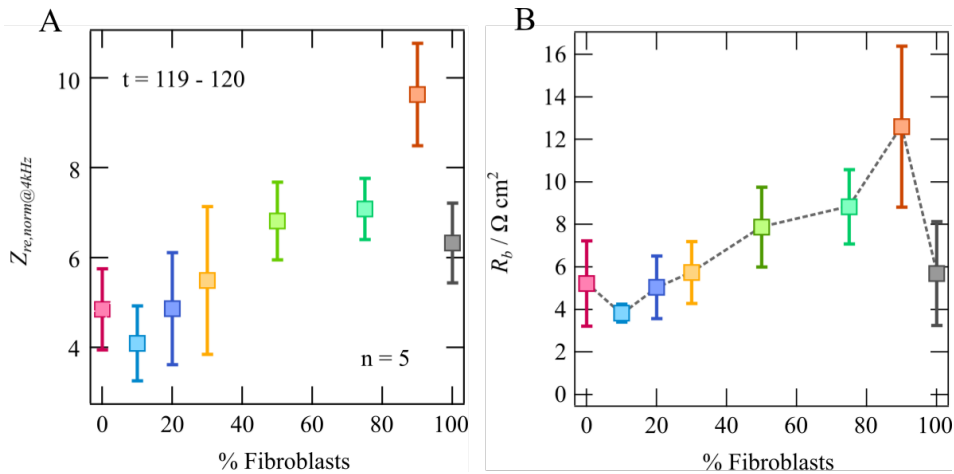 A
t = 119 - 120
n = 5
Z_re,norm@4kHz
10
8
6
4
0 20 40 60 80 100
% Fibroblasts
B
R_b / Ω cm²
16
14
12
10
8
6
4
2
0
0 20 40 60 80 100
% Fibroblasts